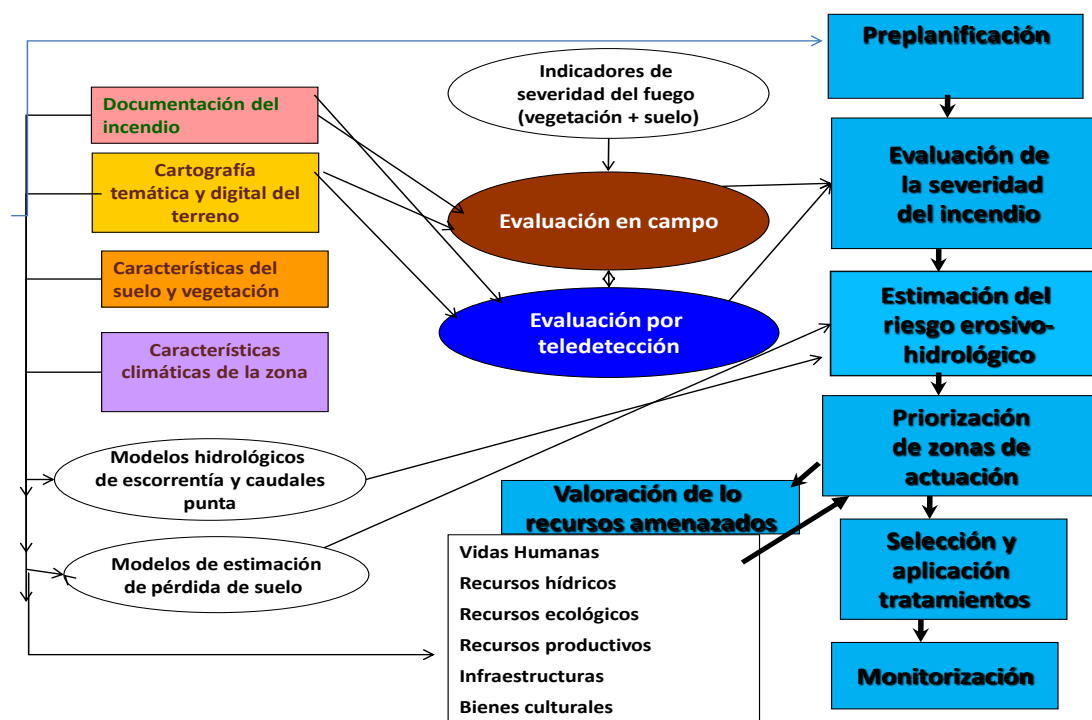 Preplanificación
Indicadores de
severidad del fuego
(vegetación + suelo)
Documentación del
incendio
Cartografía
temática y digital del
terreno
Evaluación de
la severidad
del incendio
Evaluación en campo
Características del
suelo y vegetación
Evaluación por
teledetección
Estimación del
riesgo erosivo-
hidrológico
Características
climáticas de la zona
Priorización
de zonas de
actuación
Modelos hidrológicos
de escorrentía y caudales
punta
Valoración de lo
recursos amenazados
Modelos de estimación
de pérdida de suelo
Vidas Humanas
Recursos hídricos
Recursos ecológicos
Recursos productivos
Infraestructuras
Bienes culturales
Selección y
aplicación
tratamientos
Monitorización